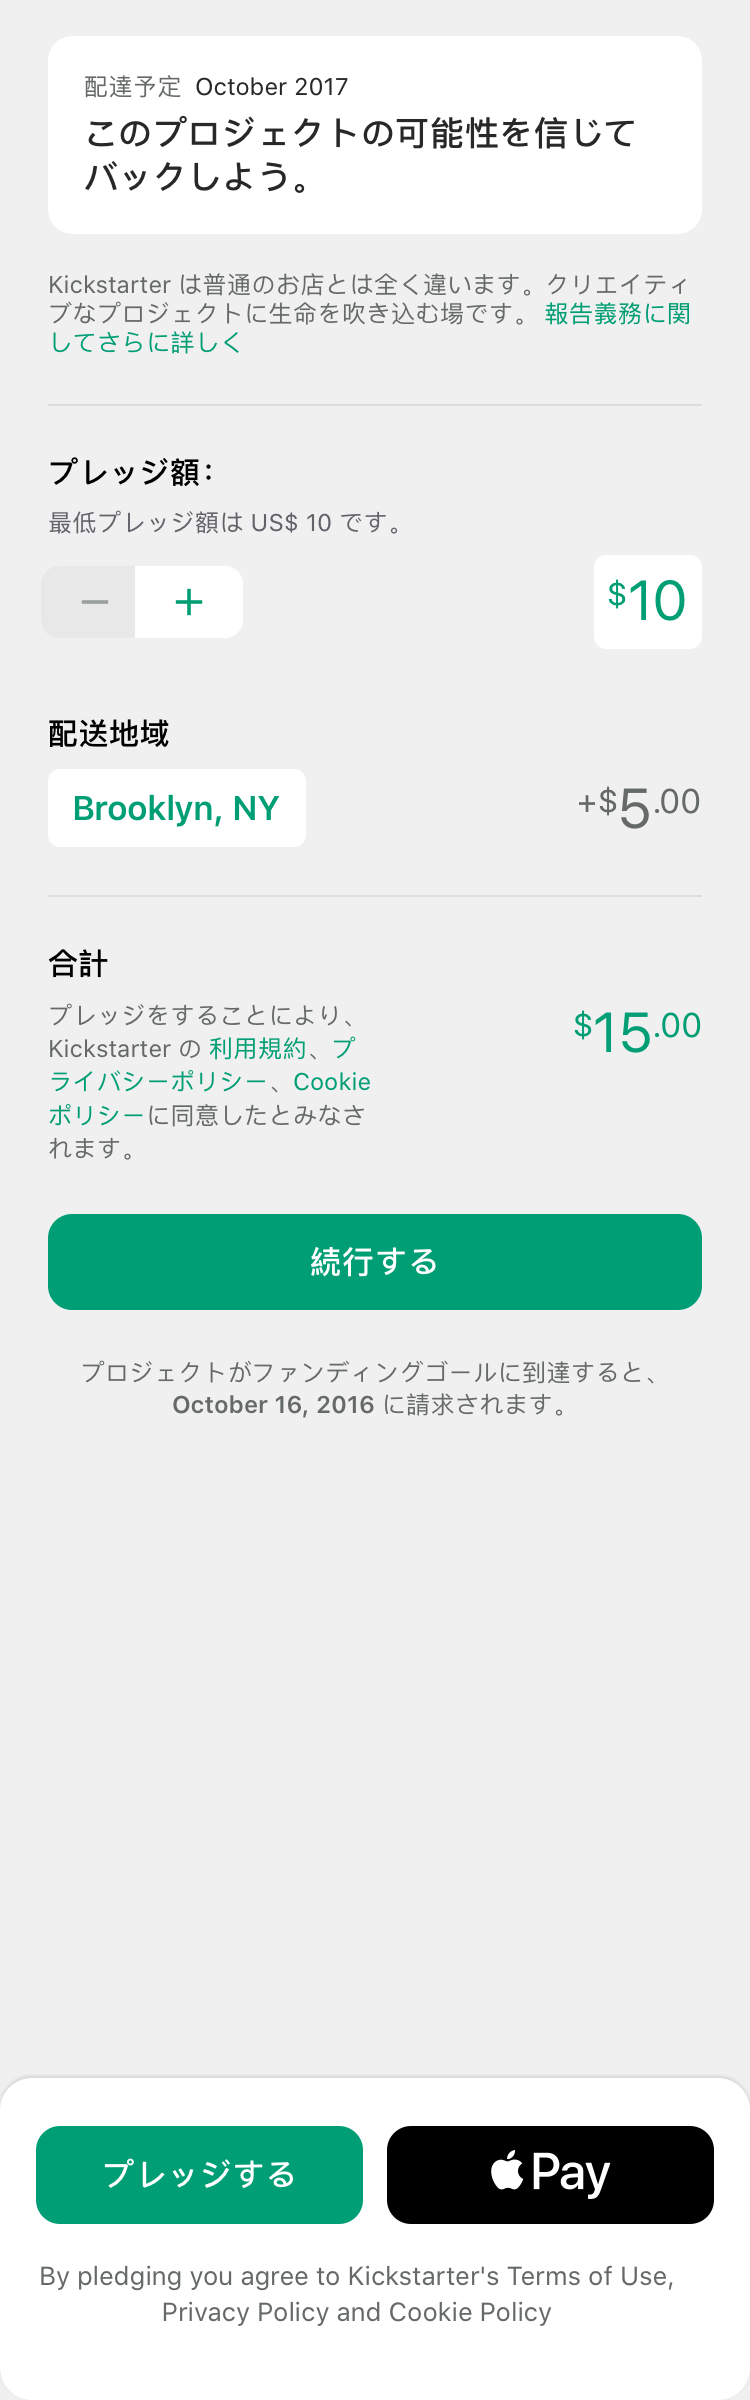 配達予定 October 2017
このプロジェクトの可能性を信じて
バックしよう。
Kickstarter は普通のお店とは全く違います。クリエイティ
ブなプロジェクトに生命を吹き込む場です。 報告義務に関
してさらに詳しく
プレッジ額：
最低プレッジ額は US$ 10 です。
− + $10
配送地域
Brooklyn, NY +$5.00
合計
$15.00
プレッジをすることにより、
Kickstarter の 利用規約、プ
ライバシーポリシー、Cookie
ポリシーに同意したとみなさ
れます。
続行する
プロジェクトがファンディングゴールに到達すると、
October 16, 2016 に請求されます。
プレッジする Pay
By pledging you agree to Kickstarter's Terms of Use,
Privacy Policy and Cookie Policy